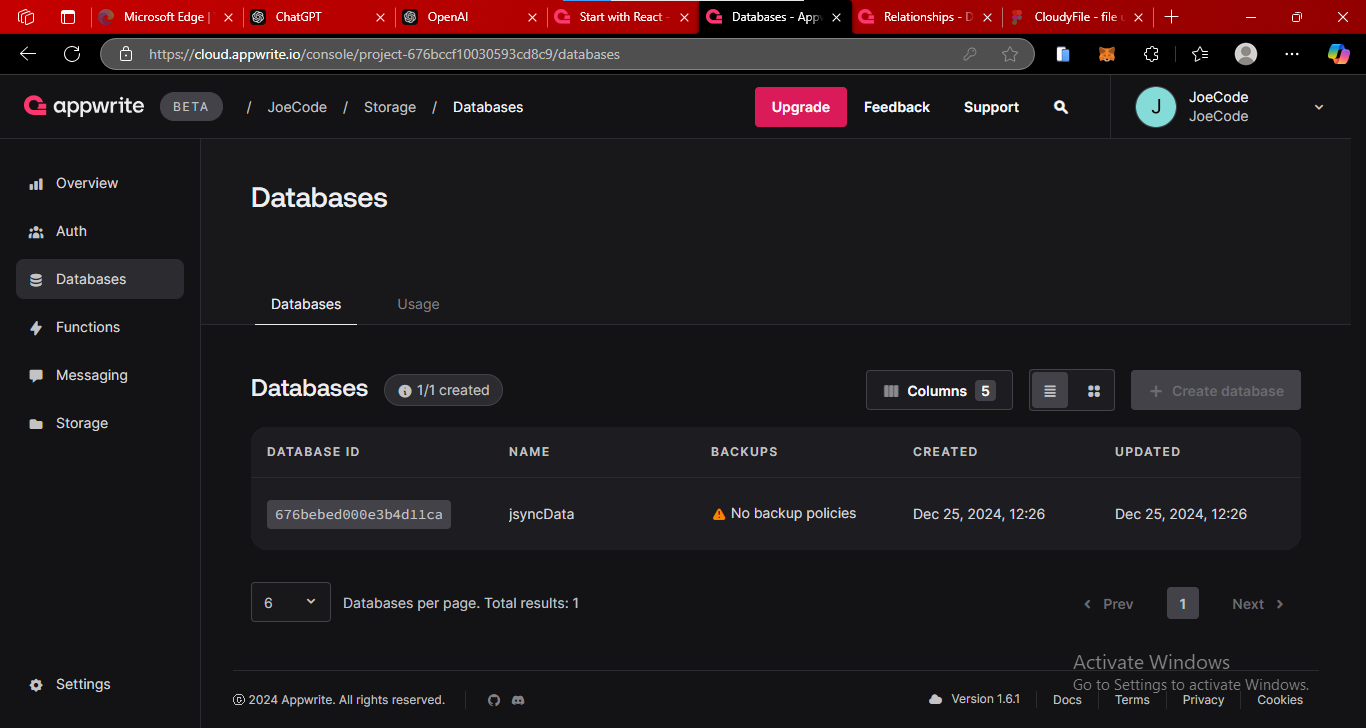 Microsoft Edge |
ChatGPT
OpenAI
Start with React -
Databases - Appw
Relationships - D
CloudyFile - file u
https://cloud.appwrite.io/console/project-676bccf10030593cd8c9/databases
appwrite BETA / JoeCode / Storage / Databases
Upgrade Feedback Support
J JoeCode
JoeCode
Overview
Auth
Databases
Functions
Messaging
Storage
Settings
Databases
Databases Usage
Databases 1/1 created
Columns 5
+ Create database
DATABASE ID NAME BACKUPS CREATED UPDATED
676bebed000e3b4d11ca jsyncData No backup policies Dec 25, 2024, 12:26 Dec 25, 2024, 12:26
6 Databases per page. Total results: 1
Prev 1 Next
Activate Windows
Go to Settings to activate Windows.
© 2024 Appwrite. All rights reserved.
Version 1.6.1 Docs Terms Privacy Cookies